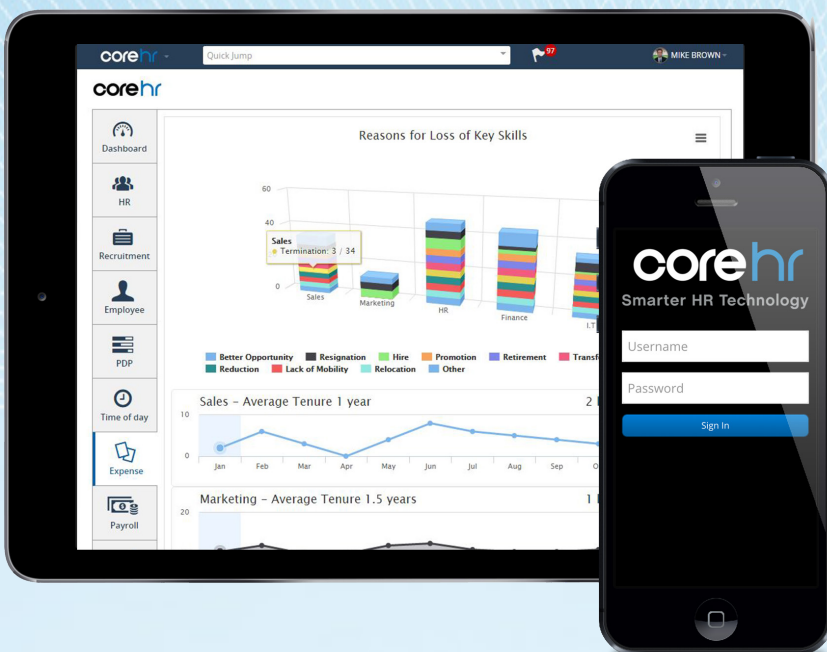 corehr
Quick Jump
97
MIKE BROWN
corehr
Dashboard
HR
Recruitment
Employee
PDP
Time of day
Expense
Payroll
Reasons for Loss of Key Skills
60
40
0
Sales
Termination: 3 / 34
Sales
Marketing
HR
Finance
I.T
Better Opportunity Resignation Hire Promotion Retirement
Reduction Lack of Mobility Relocation Other
Sales – Average Tenure 1 year
2
10
0
Jan Feb Mar Apr May Jun Jul Aug Sep
Marketing – Average Tenure 1.5 years
1
20
corehr
Smarter HR Technology
Username
Password
Sign In